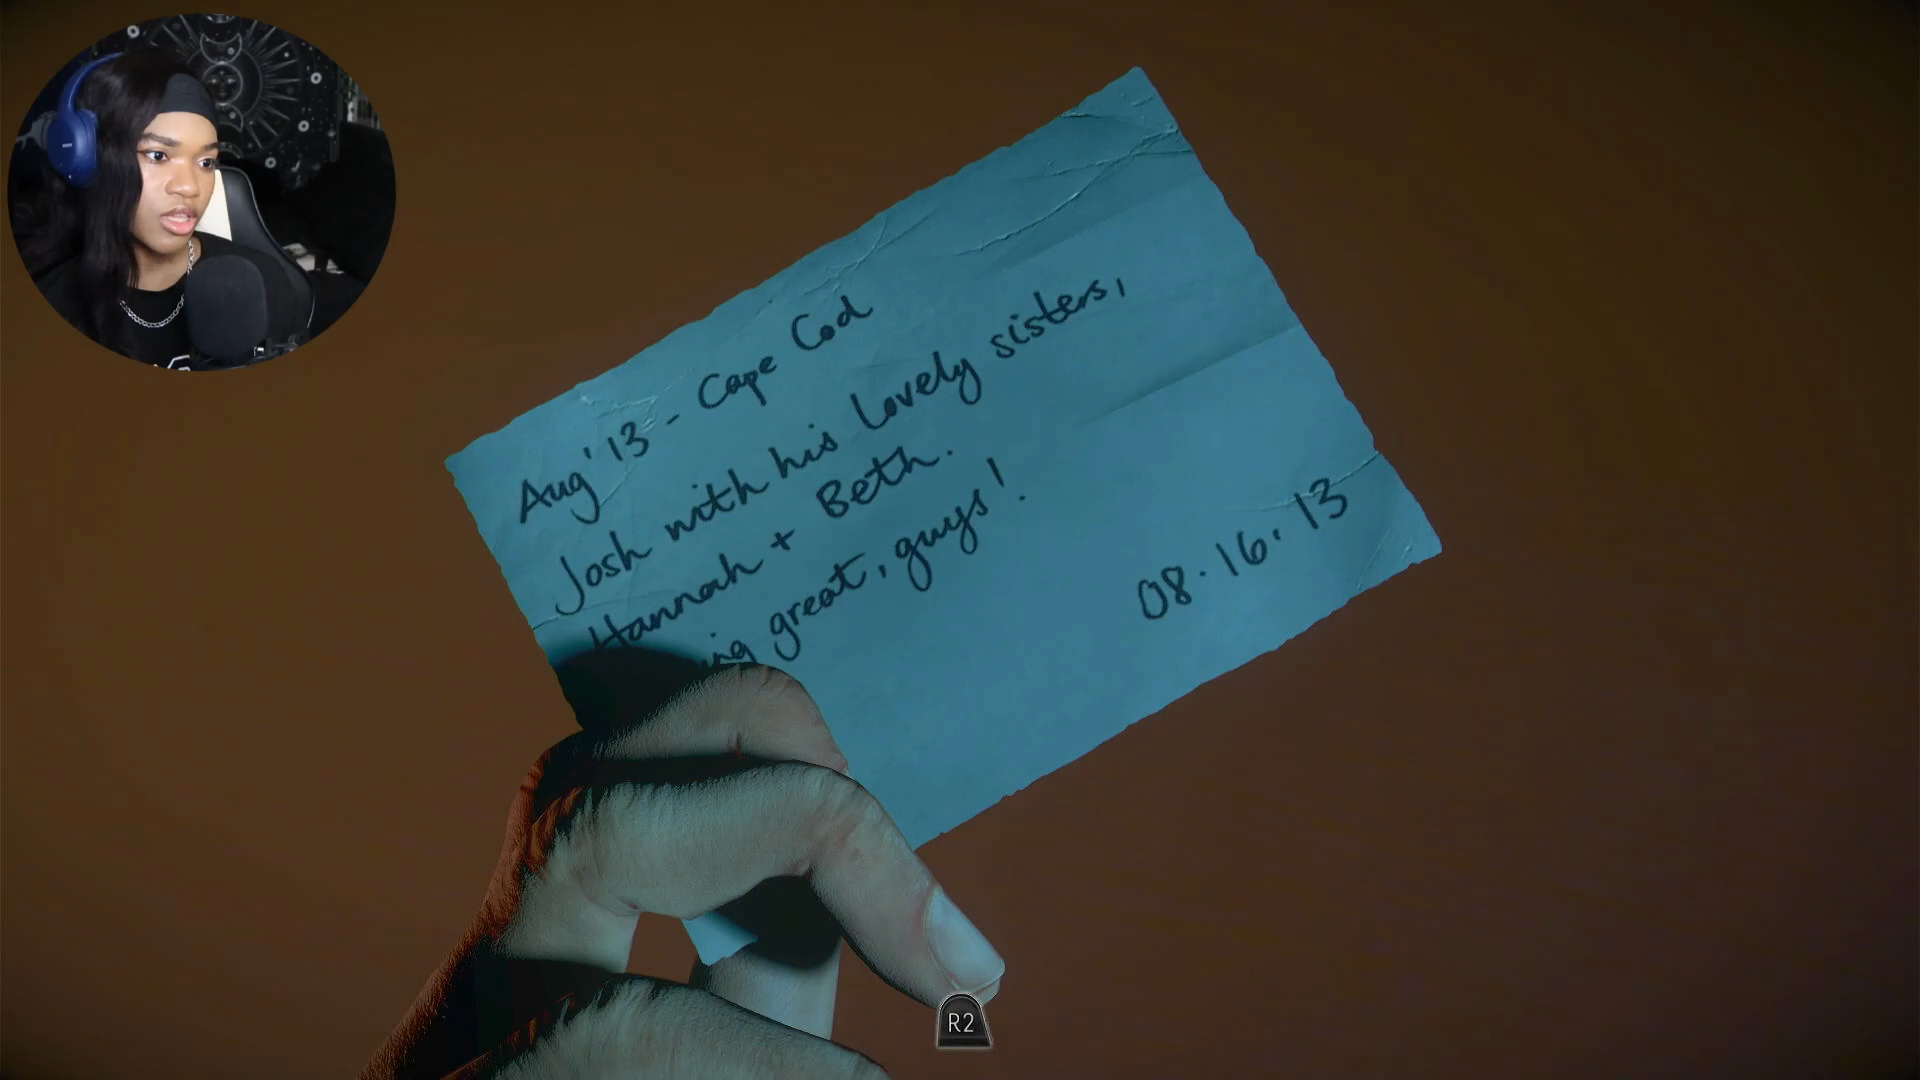 Aug '13 - Cape Cod
Josh with his lovely sisters,
Hannah + Beth.
great, guys!
08.16.13
R2